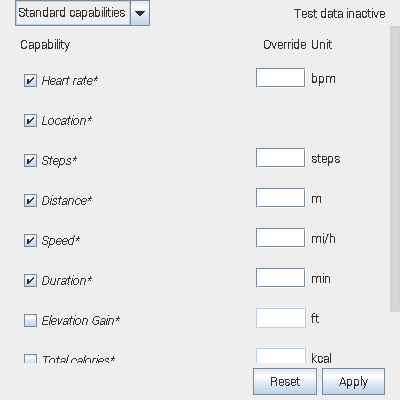 Standard capabilities Test data inactive
Capability Override Unit
Heart rate* bpm
Location*
Steps* steps
Distance* m
Speed* mi/h
Duration* min
Elevation Gain* ft
Total calories* kcal
Reset Apply